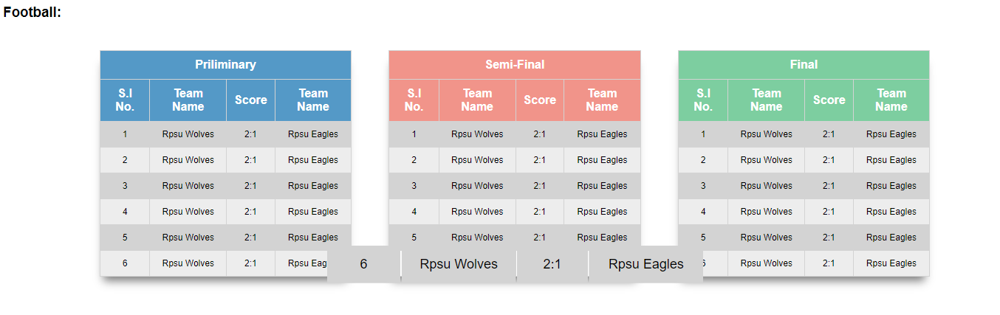 Football:
Priliminary
S.I No. Team Name Score Team Name
1 Rpsu Wolves 2:1 Rpsu Eagles
2 Rpsu Wolves 2:1 Rpsu Eagles
3 Rpsu Wolves 2:1 Rpsu Eagles
4 Rpsu Wolves 2:1 Rpsu Eagles
5 Rpsu Wolves 2:1 Rpsu Eagles
6 Rpsu Wolves 2:1 Rpsu
Semi-Final
S.I No. Team Name Score Team Name
1 Rpsu Wolves 2:1 Rpsu Eagles
2 Rpsu Wolves 2:1 Rpsu Eagles
3 Rpsu Wolves 2:1 Rpsu Eagles
4 Rpsu Wolves 2:1 Rpsu Eagles
5 Rpsu Wolves 2:1 Rpsu Eagles
6 Rpsu Wolves 2:1 Rpsu Eagles
Final
S.I No. Team Name Score Team Name
1 Rpsu Wolves 2:1 Rpsu Eagles
2 Rpsu Wolves 2:1 Rpsu Eagles
3 Rpsu Wolves 2:1 Rpsu Eagles
4 Rpsu Wolves 2:1 Rpsu Eagles
5 Rpsu Wolves 2:1 Rpsu Eagles
Rpsu Wolves 2:1 Rpsu Eagles